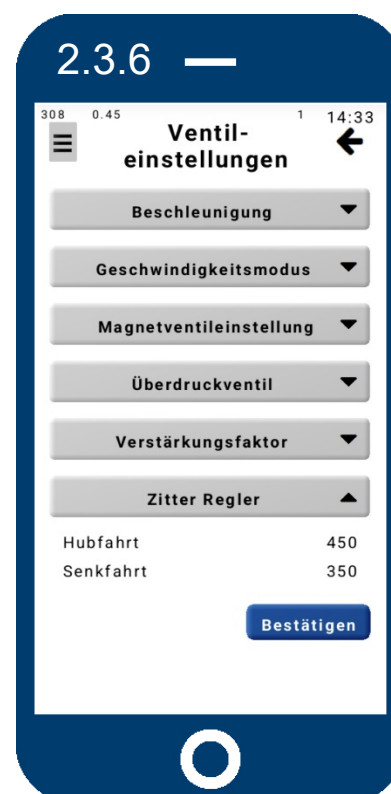 2.3.6
308 0.45 1 14:33
Ventil-
einstellungen
Beschleunigung
Geschwindigkeitsmodus
Magnetventileinstellung
Überdruckventil
Verstärkungsfaktor
Zitter Regler
Hubfahrt 450
Senkfahrt 350
Bestätigen